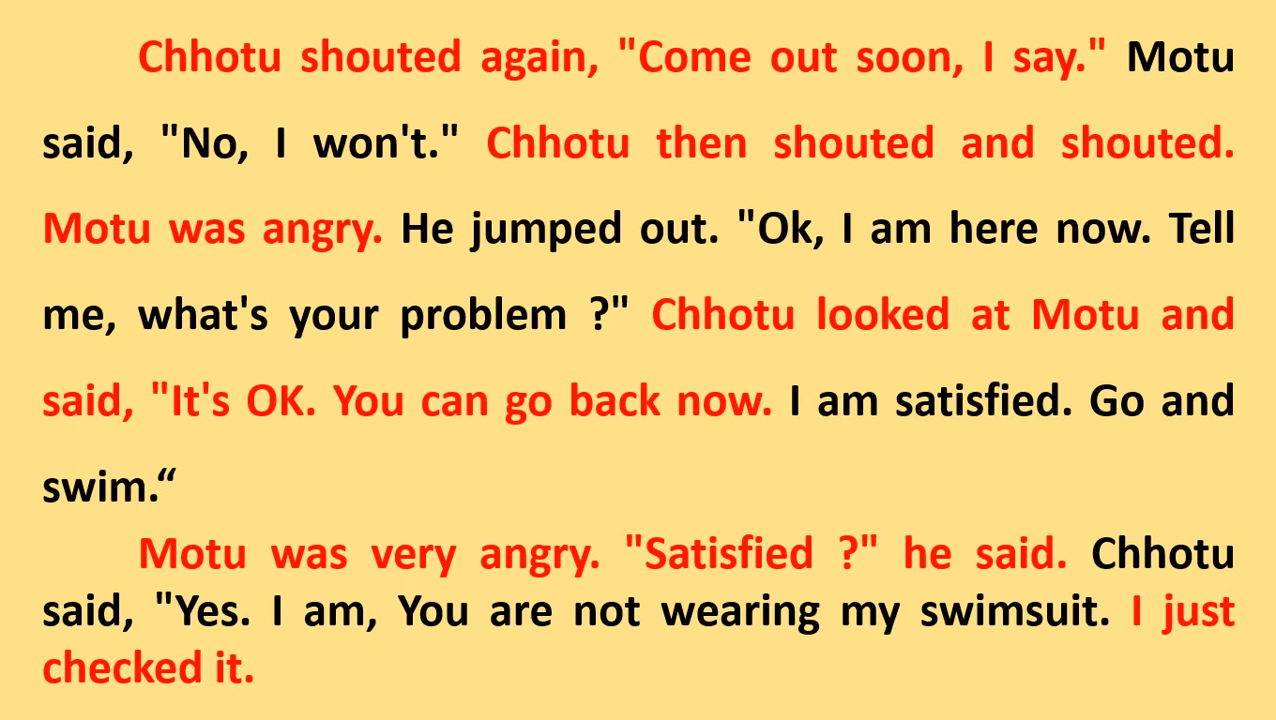 Chhotu shouted again, "Come out soon, I say." Motu
said, "No, I won't." Chhotu then shouted and shouted.
Motu was angry. He jumped out. "Ok, I am here now. Tell
me, what's your problem ?" Chhotu looked at Motu and
said, "It's OK. You can go back now. I am satisfied. Go and
swim.“
Motu was very angry. "Satisfied ?" he said. Chhotu
said, "Yes. I am, You are not wearing my swimsuit. I just
checked it.